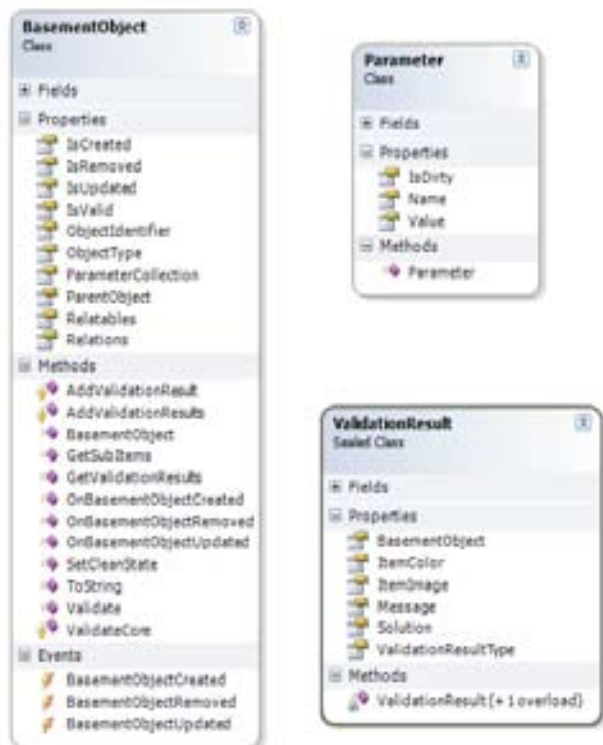 BasementObject
Class
Fields
Properties
IsCreated
IsRemoved
IsUpdated
IsValid
ObjectIdentifier
ObjectType
ParameterCollection
ParentObject
Relatables
Relations
Methods
AddValidationResult
AddValidationResults
BasementObject
GetSubItems
GetValidationResults
OnBasementObjectCreated
OnBasementObjectRemoved
OnBasementObjectUpdated
SetCleanState
ToString
Validate
ValidateCore
Events
BasementObjectCreated
BasementObjectRemoved
BasementObjectUpdated
Parameter
Class
Fields
Properties
IsDirty
Name
Value
Methods
Parameter
ValidationResult
Sealed Class
Fields
Properties
BasementObject
ItemColor
ItemImage
Message
Solution
ValidationResultType
Methods
ValidationResult (+ 1 overload)